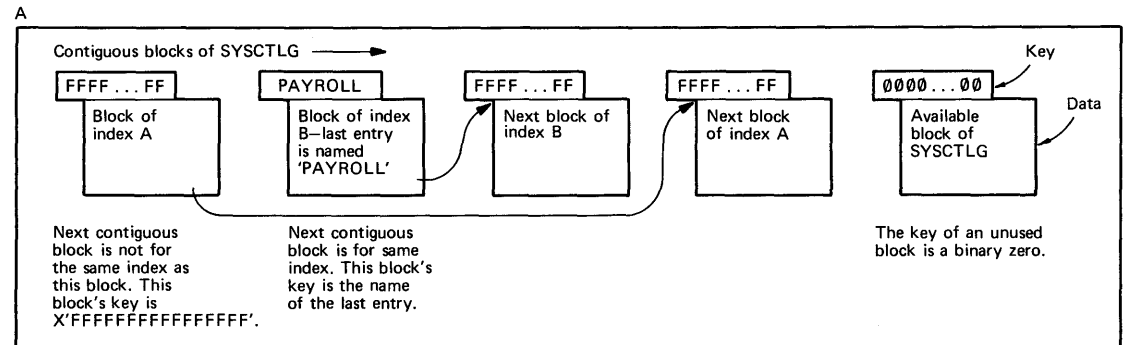 A
Contiguous blocks of SYSCTLG
Key
FFFF ... FF
PAYROLL
FFFF ... FF
FFFF ... FF
0000 ... 00
Data
Block of
index A
Block of index
B—last entry
is named
'PAYROLL'
Next block of
index B
Next block
of index A
Available
block of
SYSCTLG
Next contiguous
block is not for
the same index as
this block. This
block's key is
X'FFFFFFFFFFFFFFFF'.
Next contiguous
block is for same
index. This block's
key is the name
of the last entry.
The key of an unused
block is a binary zero.